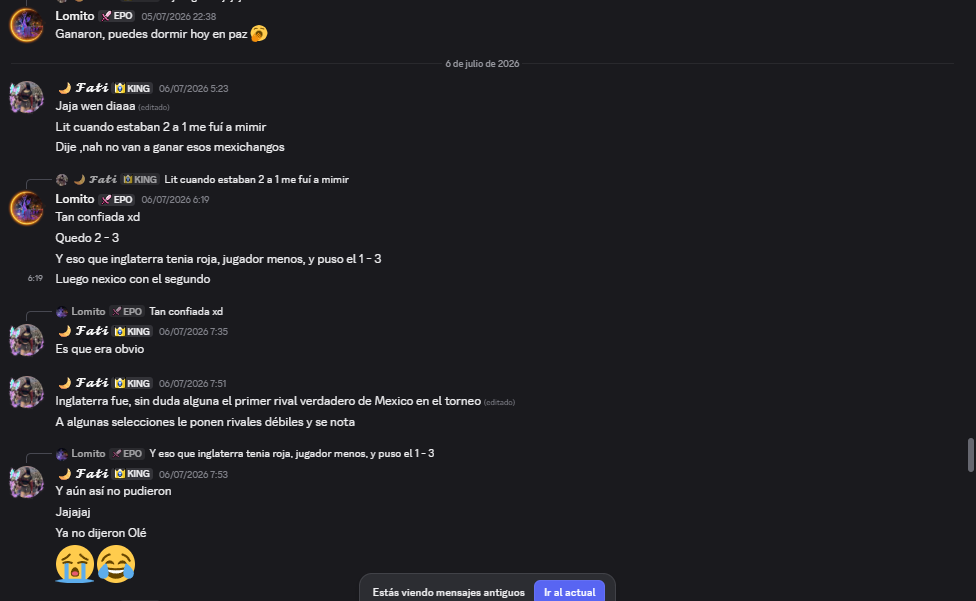 Lomito EPO 05/07/2026 22:38
Ganaron, puedes dormir hoy en paz 🥱
6 de julio de 2026
🌙 𝓕𝓪𝓽𝓲 KING 06/07/2026 5:23
Jaja wen diaaa (editado)
Lit cuando estaban 2 a 1 me fuí a mimir
Dije ,nah no van a ganar esos mexichangos
🌙 𝓕𝓪𝓽𝓲 KING Lit cuando estaban 2 a 1 me fuí a mimir
Lomito EPO 06/07/2026 6:19
Tan confiada xd
Quedo 2 - 3
Y eso que inglaterra tenia roja, jugador menos, y puso el 1 - 3
6:19 Luego nexico con el segundo
Lomito EPO Tan confiada xd
🌙 𝓕𝓪𝓽𝓲 KING 06/07/2026 7:35
Es que era obvio
🌙 𝓕𝓪𝓽𝓲 KING 06/07/2026 7:51
Inglaterra fue, sin duda alguna el primer rival verdadero de Mexico en el torneo (editado)
A algunas selecciones le ponen rivales débiles y se nota
Lomito EPO Y eso que inglaterra tenia roja, jugador menos, y puso el 1 - 3
🌙 𝓕𝓪𝓽𝓲 KING 06/07/2026 7:53
Y aún así no pudieron
Jajajaj
Ya no dijeron Olé
😭😂
Estás viendo mensajes antiguos Ir al actual